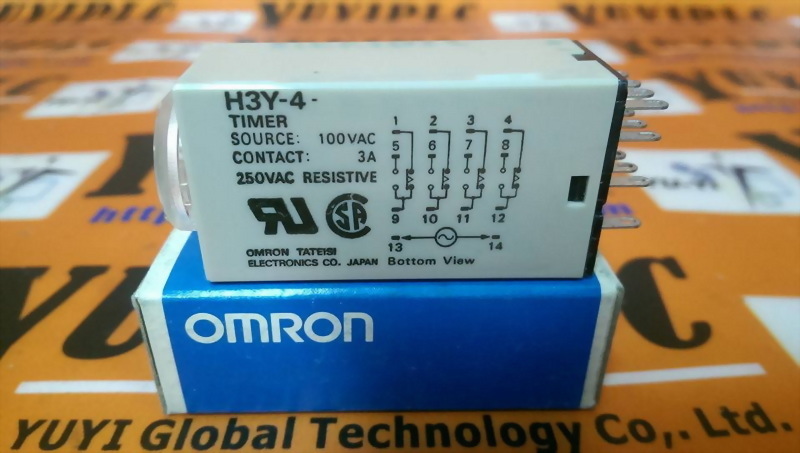 H3Y-4-
TIMER
SOURCE: 100VAC
CONTACT: 3A
250VAC RESISTIVE
1 2 3 4
5 6 7 8
9 10 11 12
13 14
Bottom View
OMRON TATEISI
ELECTRONICS CO. JAPAN
OMRON
YUYI Global Technology Co,. Ltd.